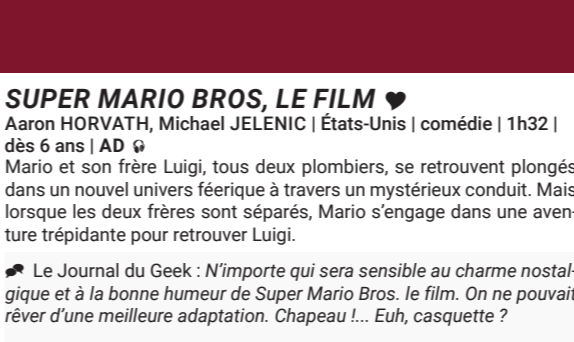 SUPER MARIO BROS, LE FILM
Aaron HORVATH, Michael JELENIC | États-Unis | comédie | 1h32 |
dès 6 ans | AD
Mario et son frère Luigi, tous deux plombiers, se retrouvent plongés
dans un nouvel univers féerique à travers un mystérieux conduit. Mais
lorsque les deux frères sont séparés, Mario s'engage dans une aven-
ture trépidante pour retrouver Luigi.
Le Journal du Geek : N'importe qui sera sensible au charme nostal-
gique et à la bonne humeur de Super Mario Bros. le film. On ne pouvait
rêver d'une meilleure adaptation. Chapeau !... Euh, casquette ?